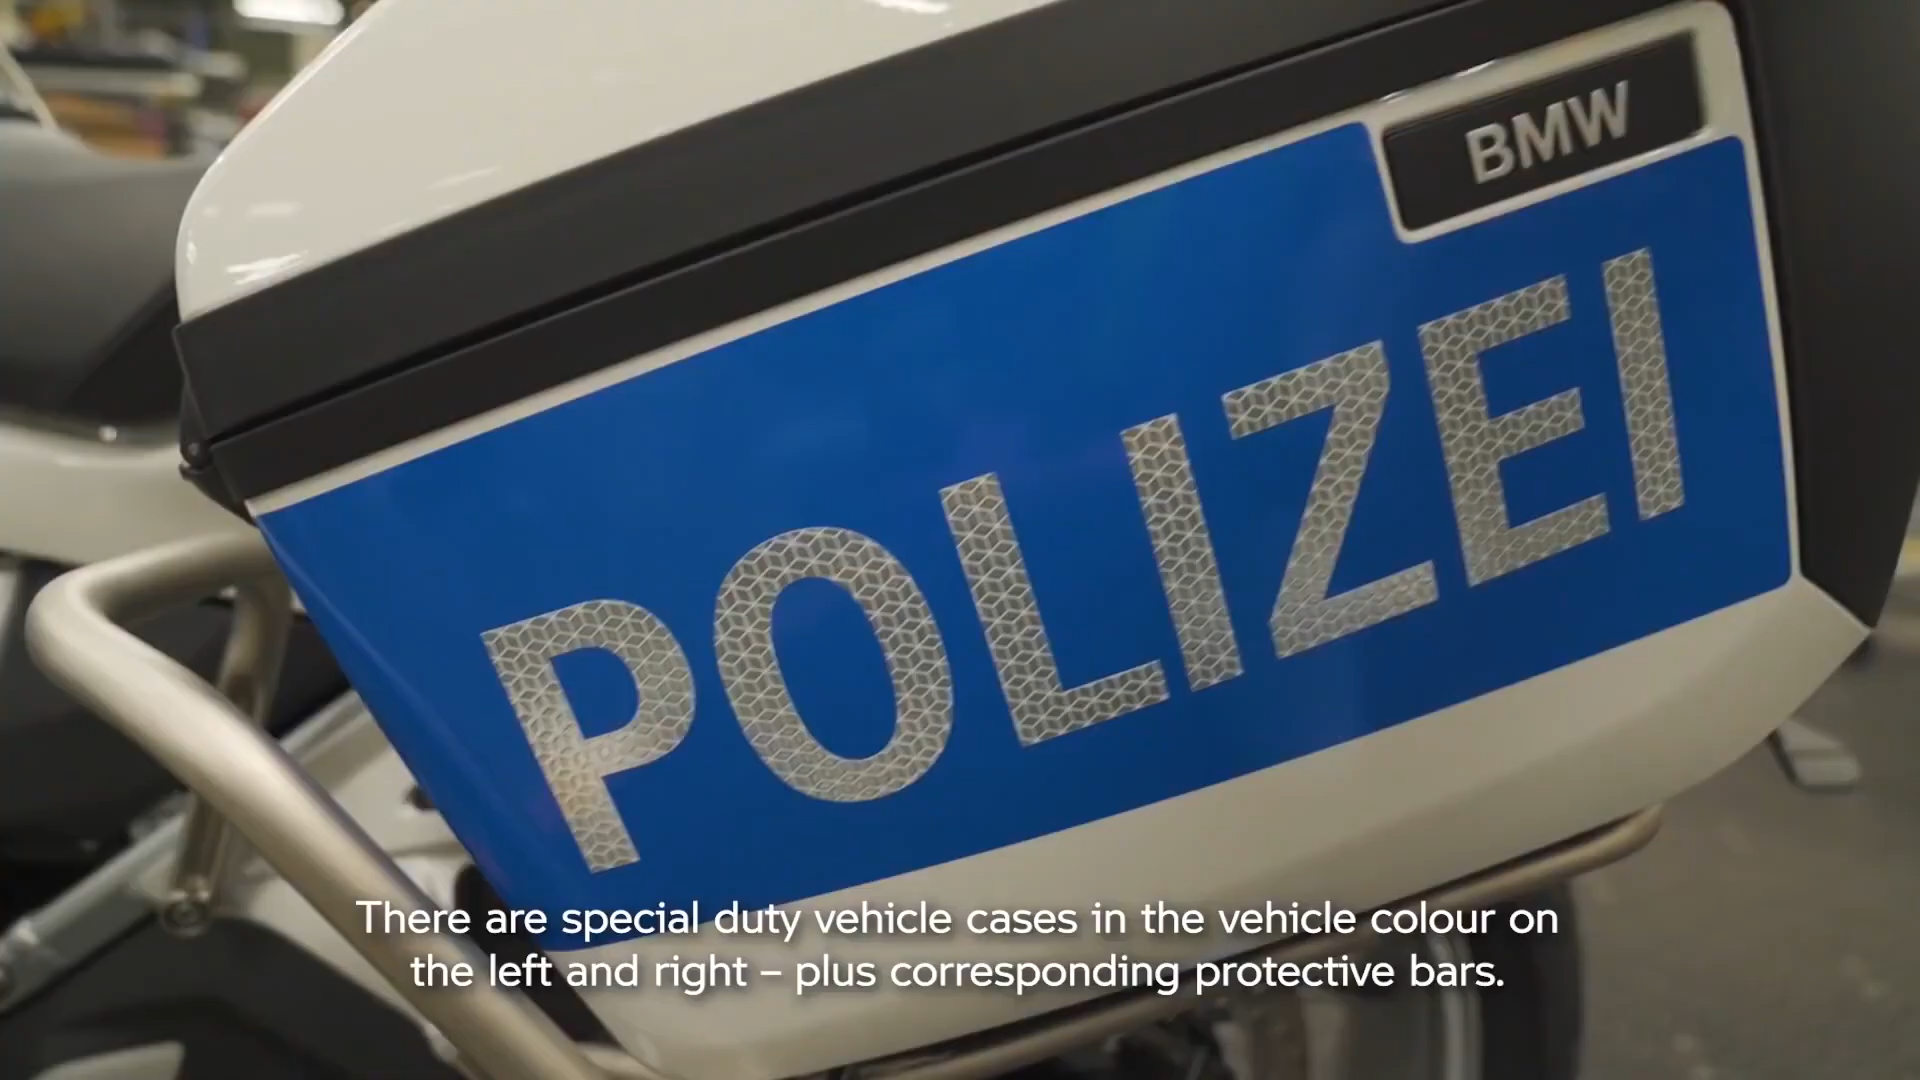 BMW
POLIZEI
There are special duty vehicle cases in the vehicle colour on
the left and right – plus corresponding protective bars.